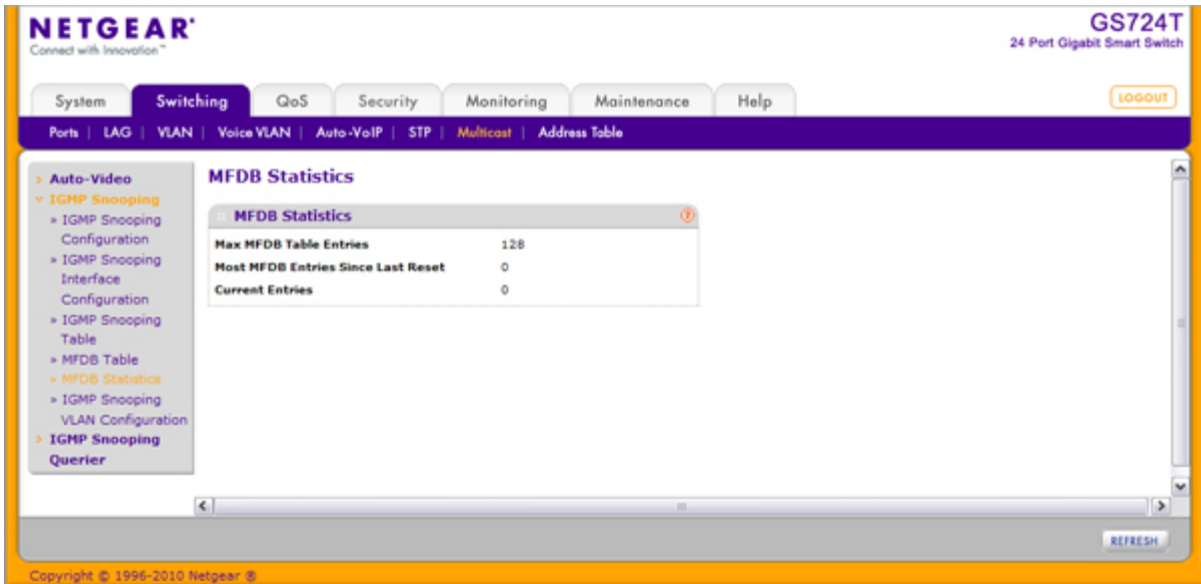 NETGEAR®
Connect with Innovation™
GS724T
24 Port Gigabit Smart Switch
System Switching QoS Security Monitoring Maintenance Help
LOGOUT
Ports | LAG | VLAN | Voice VLAN | Auto-VoIP | STP | Multicast | Address Table
Auto-Video
IGMP Snooping
» IGMP Snooping
Configuration
» IGMP Snooping
Interface
Configuration
» IGMP Snooping
Table
» MFDB Table
» MFDB Statistics
» IGMP Snooping
VLAN Configuration
IGMP Snooping
Querier
MFDB Statistics
MFDB Statistics ?
Max MFDB Table Entries 128
Most MFDB Entries Since Last Reset 0
Current Entries 0
REFRESH
Copyright © 1996-2010 Netgear ®